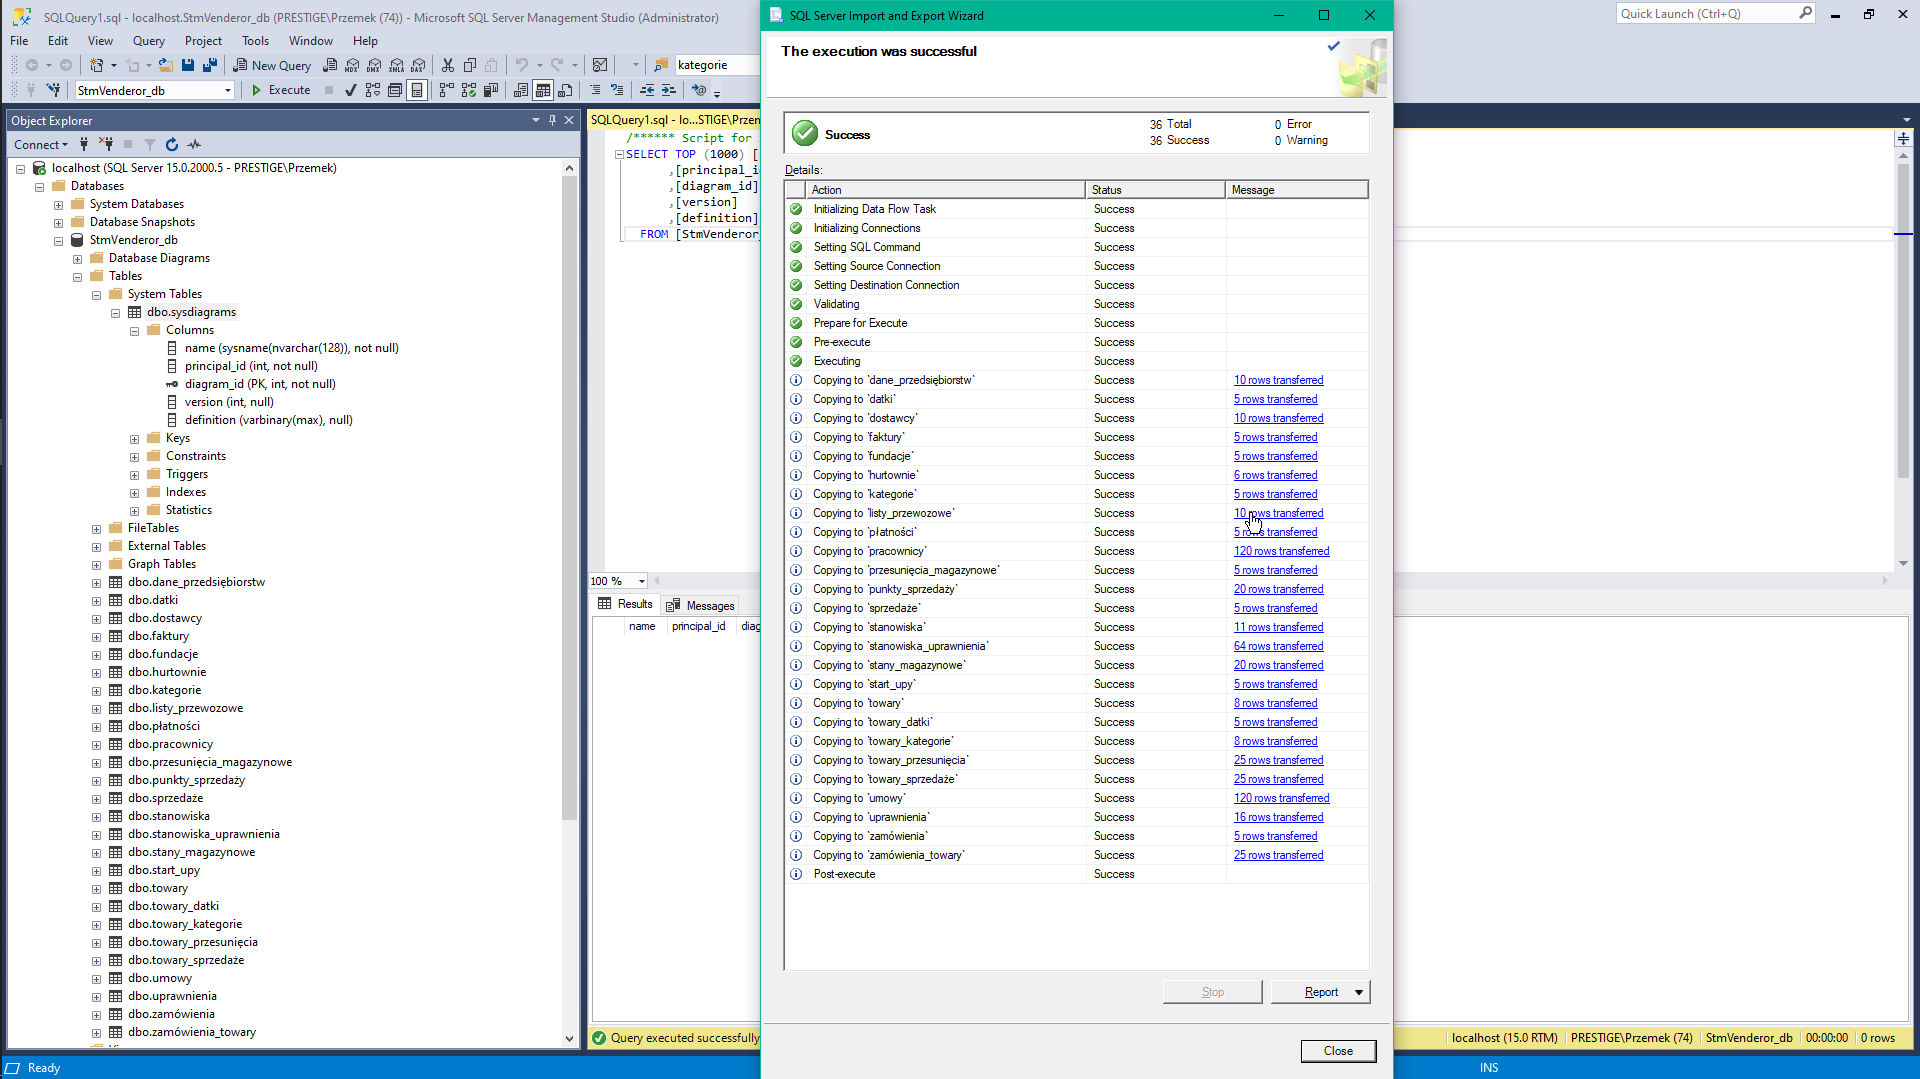 SQLQuery1.sql - localhost.StmVenderor_db (PRESTIGE\Przemek (74)) - Microsoft SQL Server Management Studio (Administrator)
Quick Launch (Ctrl+Q)
File Edit View Query Project Tools Window Help
New Query
MDX DMX XMLA DAX
kategorie
StmVenderor_db
Execute
Object Explorer
Connect
localhost (SQL Server 15.0.2000.5 - PRESTIGE\Przemek)
Databases
System Databases
Database Snapshots
StmVenderor_db
Database Diagrams
Tables
System Tables
dbo.sysdiagrams
Columns
name (sysname(nvarchar(128)), not null)
principal_id (int, not null)
diagram_id (PK, int, not null)
version (int, null)
definition (varbinary(max), null)
Keys
Constraints
Triggers
Indexes
Statistics
FileTables
External Tables
Graph Tables
dbo.dane_przedsiębiorstw
dbo.datki
dbo.dostawcy
dbo.faktury
dbo.fundacje
dbo.hurtownie
dbo.kategorie
dbo.listy_przewozowe
dbo.płatności
dbo.pracownicy
dbo.przesunięcia_magazynowe
dbo.punkty_sprzedaży
dbo.sprzedaże
dbo.stanowiska
dbo.stanowiska_uprawnienia
dbo.stany_magazynowe
dbo.start_upy
dbo.towary
dbo.towary_datki
dbo.towary_kategorie
dbo.towary_przesunięcia
dbo.towary_sprzedaże
dbo.umowy
dbo.uprawnienia
dbo.zamówienia
dbo.zamówienia_towary
SQLQuery1.sql - lo...STIGE\Przem
/****** Script for
SELECT TOP (1000) [
,[principal_i
,[diagram_id]
,[version]
,[definition]
FROM [StmVenderor_
100 %
Results Messages
name principal_id diag
Query executed successfully
SQL Server Import and Export Wizard
The execution was successful
Success
36 Total 0 Error
36 Success 0 Warning
Details:
Action Status Message
Initializing Data Flow Task Success
Initializing Connections Success
Setting SQL Command Success
Setting Source Connection Success
Setting Destination Connection Success
Validating Success
Prepare for Execute Success
Pre-execute Success
Executing Success
Copying to `dane_przedsiębiorstw` Success 10 rows transferred
Copying to `datki` Success 5 rows transferred
Copying to `dostawcy` Success 10 rows transferred
Copying to `faktury` Success 5 rows transferred
Copying to `fundacje` Success 5 rows transferred
Copying to `hurtownie` Success 6 rows transferred
Copying to `kategorie` Success 5 rows transferred
Copying to `listy_przewozowe` Success 10 rows transferred
Copying to `płatności` Success 5 rows transferred
Copying to `pracownicy` Success 120 rows transferred
Copying to `przesunięcia_magazynowe` Success 5 rows transferred
Copying to `punkty_sprzedaży` Success 20 rows transferred
Copying to `sprzedaże` Success 5 rows transferred
Copying to `stanowiska` Success 11 rows transferred
Copying to `stanowiska_uprawnienia` Success 64 rows transferred
Copying to `stany_magazynowe` Success 20 rows transferred
Copying to `start_upy` Success 5 rows transferred
Copying to `towary` Success 8 rows transferred
Copying to `towary_datki` Success 5 rows transferred
Copying to `towary_kategorie` Success 8 rows transferred
Copying to `towary_przesunięcia` Success 25 rows transferred
Copying to `towary_sprzedaże` Success 25 rows transferred
Copying to `umowy` Success 120 rows transferred
Copying to `uprawnienia` Success 16 rows transferred
Copying to `zamówienia` Success 5 rows transferred
Copying to `zamówienia_towary` Success 25 rows transferred
Post-execute Success
Stop Report
Close
localhost (15.0 RTM) PRESTIGE\Przemek (74) StmVenderor_db 00:00:00 0 rows
Ready INS